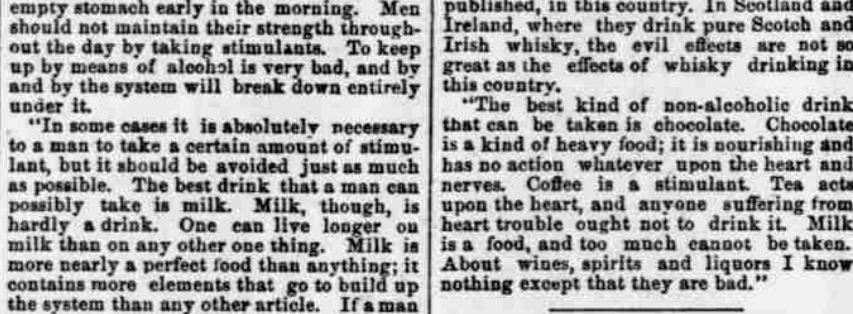 empty stomach early in the morning. Men
should not maintain their strength through-
out the day by taking stimulants. To keep
up by means of alcohol is very bad, and by
and by the system will break down entirely
under it.
"In some cases it is absolutely necessary
to a man to take a certain amount of stimu-
lant, but it should be avoided just as much
as possible. The best drink that a man can
possibly take is milk. Milk, though, is
hardly a drink. One can live longer on
milk than on any other one thing. Milk is
more nearly a perfect food than anything; it
contains more elements that go to build up
the system than any other article. If a man
published, in this country. In Scotland and
Ireland, where they drink pure Scotch and
Irish whisky, the evil effects are not so
great as the effects of whisky drinking in
this country.
"The best kind of non-alcoholic drink
that can be taken is chocolate. Chocolate
is a kind of heavy food; it is nourishing and
has no action whatever upon the heart and
nerves. Coffee is a stimulant. Tea acts
upon the heart, and anyone suffering from
heart trouble ought not to drink it. Milk
is a food, and too much cannot be taken.
About wines, spirits and liquors I know
nothing except that they are bad."